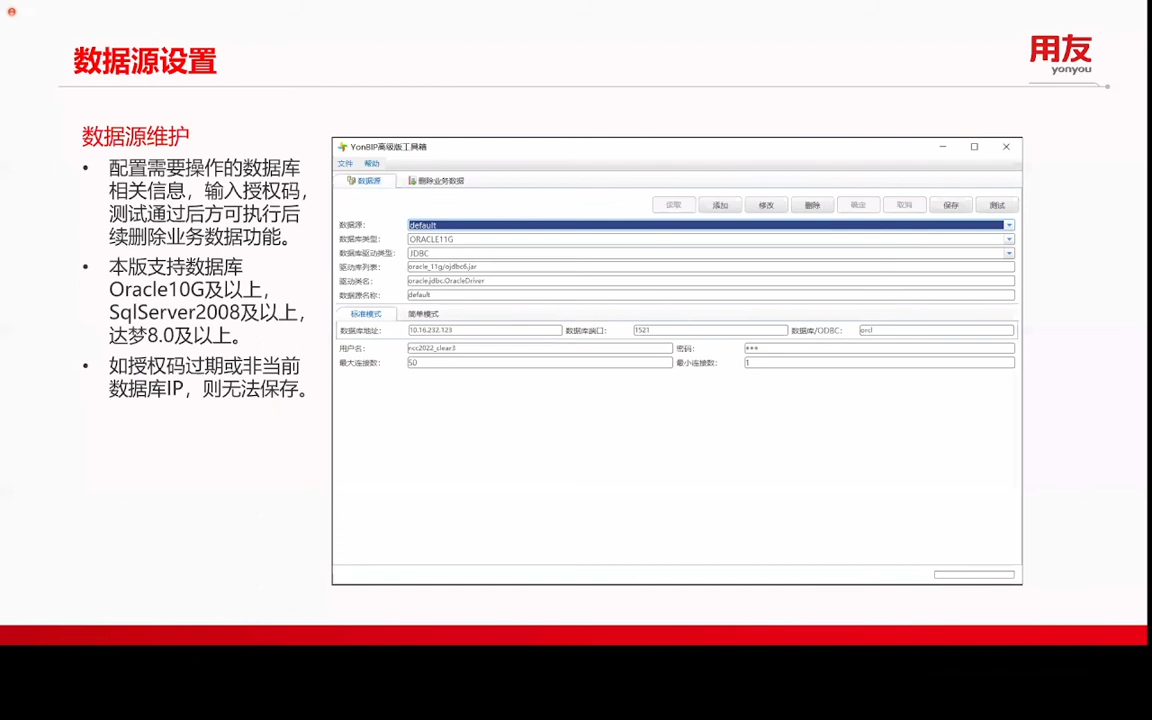 数据源设置
用友
yonyou
数据源维护
• 配置需要操作的数据库
相关信息，输入授权码，
测试通过后方可执行后
续删除业务数据功能。
• 本版支持数据库
Oracle10G及以上，
SqlServer2008及以上，
达梦8.0及以上。
• 如授权码过期或非当前
数据库IP，则无法保存。
YonBIP高级版工具箱
文件 帮助
数据源 删除业务数据
读取 添加 修改 删除 确定 取消 保存 测试
数据源: default
数据库类型: ORACLE11G
数据库驱动类型: JDBC
驱动库列表: oracle_11g/ojdbc6.jar
驱动类名: oracle.jdbc.OracleDriver
数据源名称: default
标准模式 简单模式
数据库地址: 10.16.232.123 数据库端口: 1521 数据库/ODBC: orcl
用户名: ncc2022_clear3 密码: ***
最大连接数: 50 最小连接数: 1